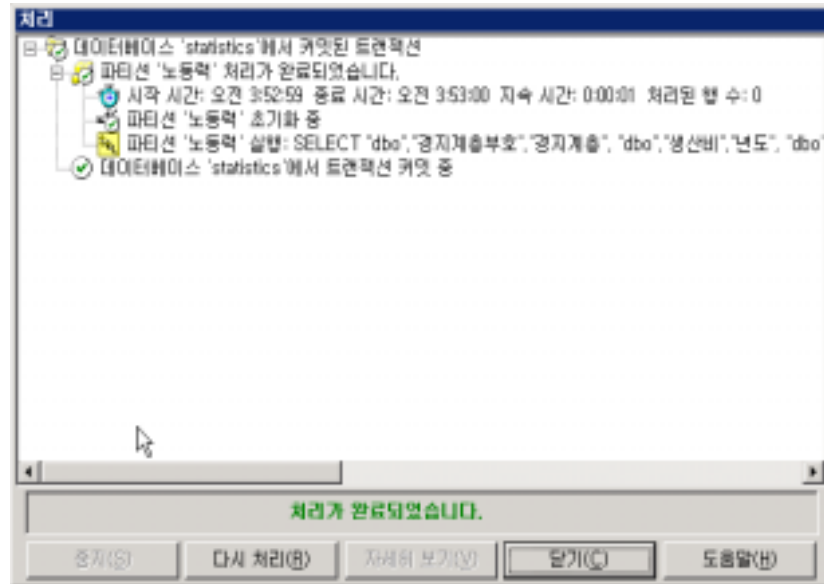 처리
데이터베이스 'statistics'에서 커밋된 트랜잭션
파티션 '노동력' 처리가 완료되었습니다.
시작 시간: 오전 3:52:59 종료 시간: 오전 3:53:00 지속 시간: 0:00:01 처리된 행 수: 0
파티션 '노동력' 초기화 중
파티션 '노동력' 실행: SELECT "dbo"."경지계층부호"."경지계층", "dbo"."생산비"."년도", "dbo"
데이터베이스 'statistics'에서 트랜잭션 커밋 중
처리가 완료되었습니다.
중지(S) 다시 처리(R) 자세히 보기(V) 닫기(C) 도움말(H)